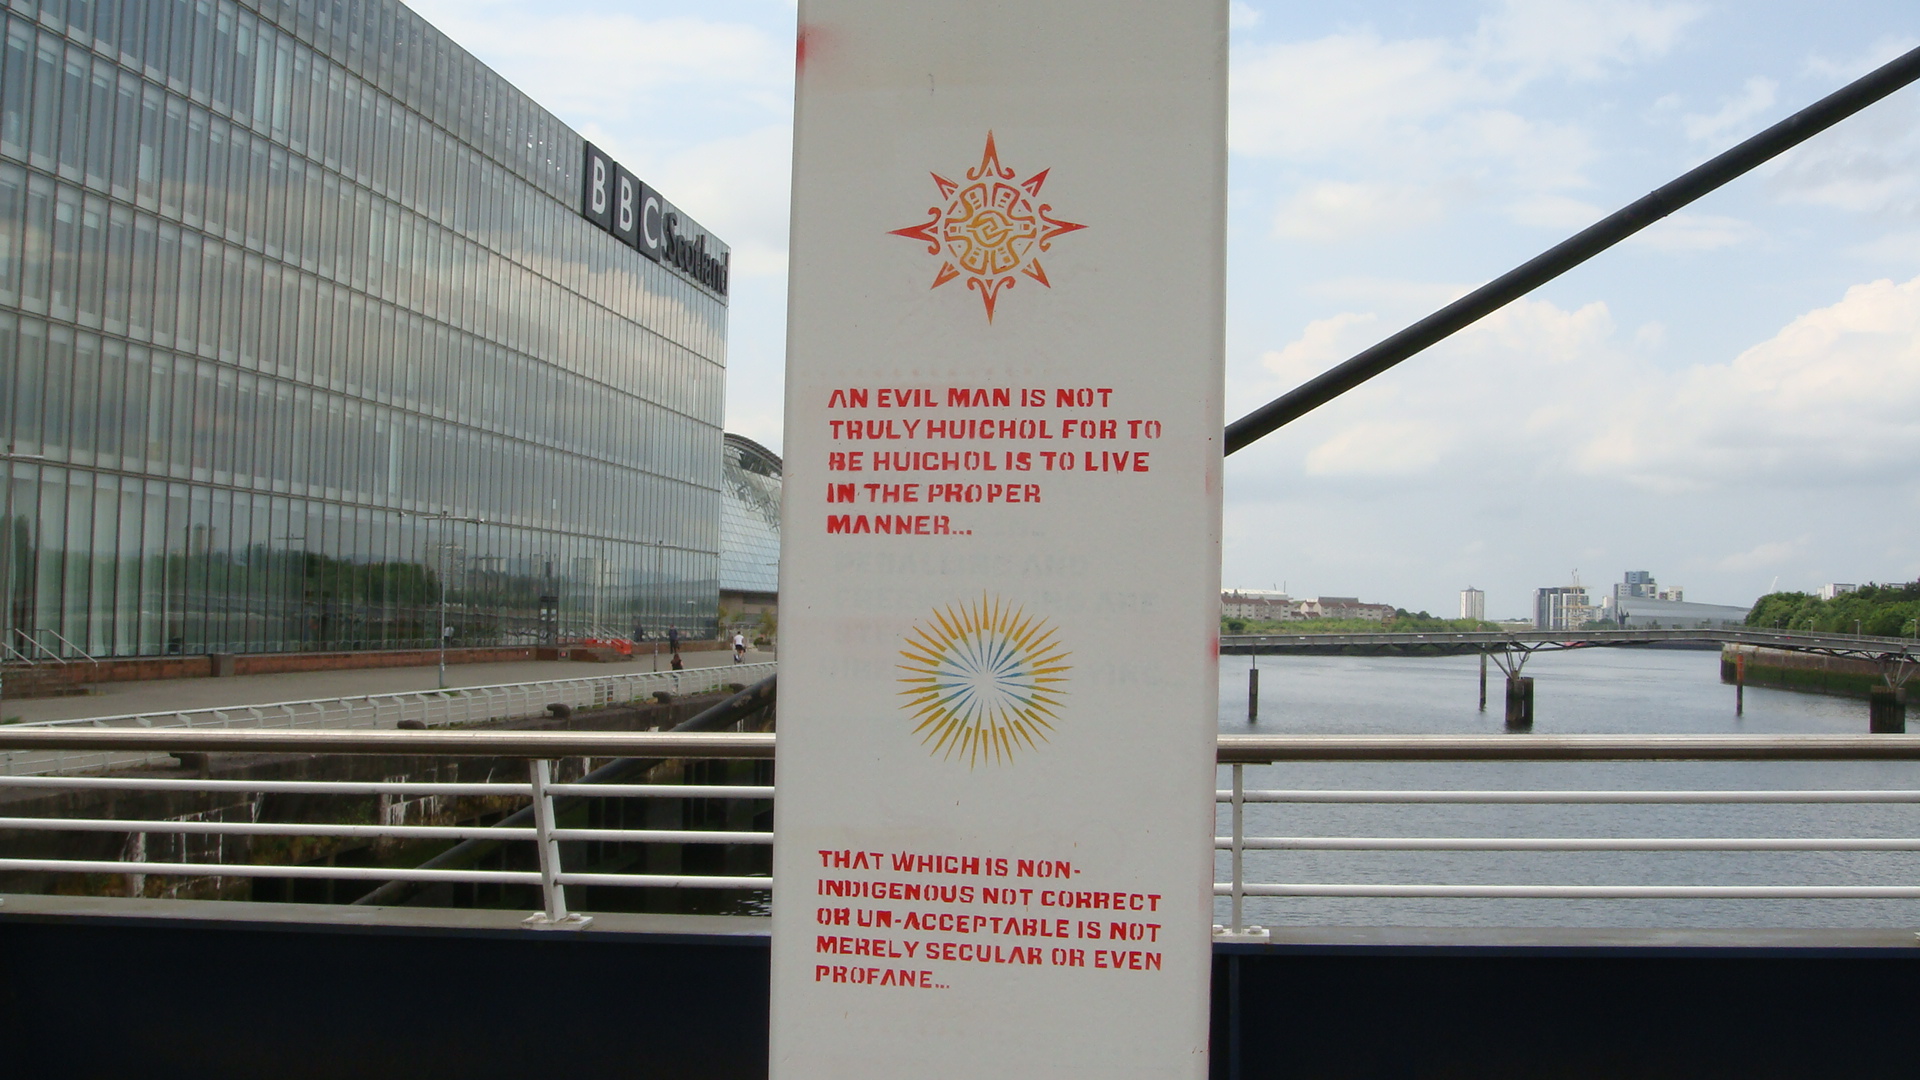 BBC Scotland
AN EVIL MAN IS NOT
TRULY HUICHOL FOR TO
BE HUICHOL IS TO LIVE
IN THE PROPER
MANNER...
THAT WHICH IS NON-
INDIGENOUS NOT CORRECT
OR UN-ACCEPTABLE IS NOT
MERELY SECULAR OR EVEN
PROFANE...